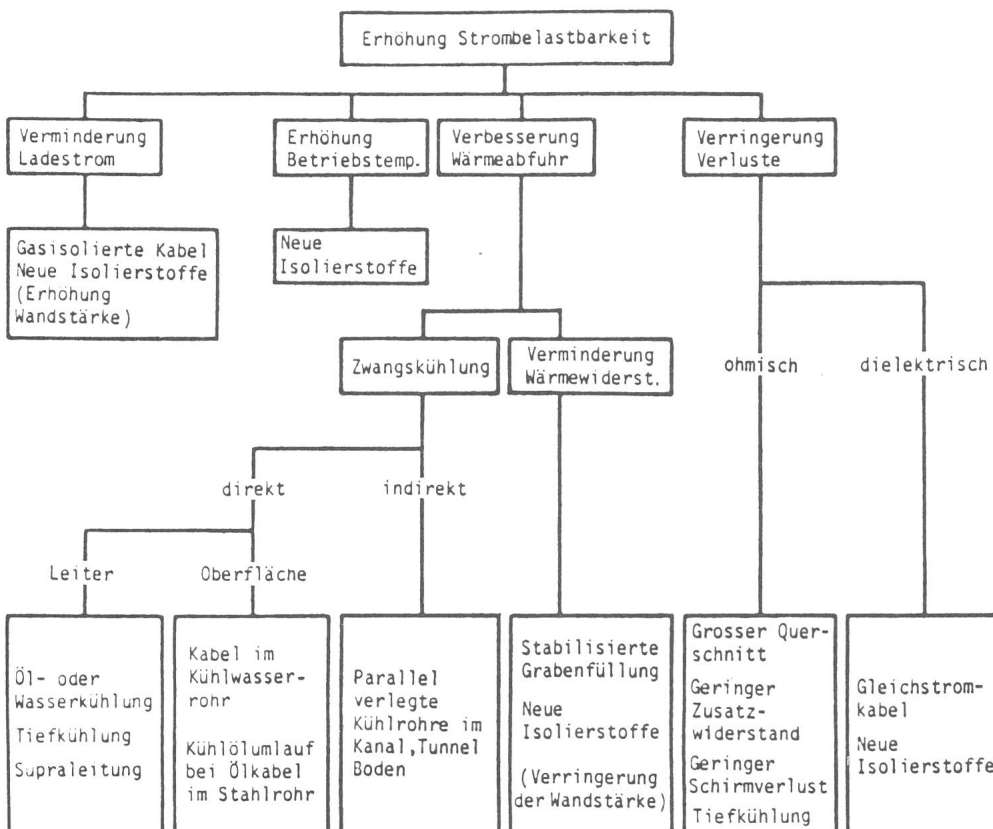 Erhöhung Strombelastbarkeit
Verminderung
Ladestrom
Erhöhung
Betriebstemp.
Verbesserung
Wärmeabfuhr
Verringerung
Verluste
Gasisolierte Kabel
Neue Isolierstoffe
(Erhöhung
Wandstärke)
Neue
Isolierstoffe
Zwangskühlung
Verminderung
Wärmewiderst.
ohmisch
dielektrisch
direkt
indirekt
Leiter
Oberfläche
Öl- oder
Wasserkühlung
Tiefkühlung
Supraleitung
Kabel im
Kühlwasser-
rohr
Kühlölumlauf
bei Ölkabel
im Stahlrohr
Parallel
verlegte
Kühlrohre im
Kanal,Tunnel
Boden
Stabilisierte
Grabenfüllung
Neue
Isolierstoffe
(Verringerung
der Wandstärke)
Grosser Quer-
schnitt
Geringer
Zusatz-
widerstand
Geringer
Schirmverlust
Tiefkühlung
Gleichstrom-
kabel
Neue
Isolierstoffe